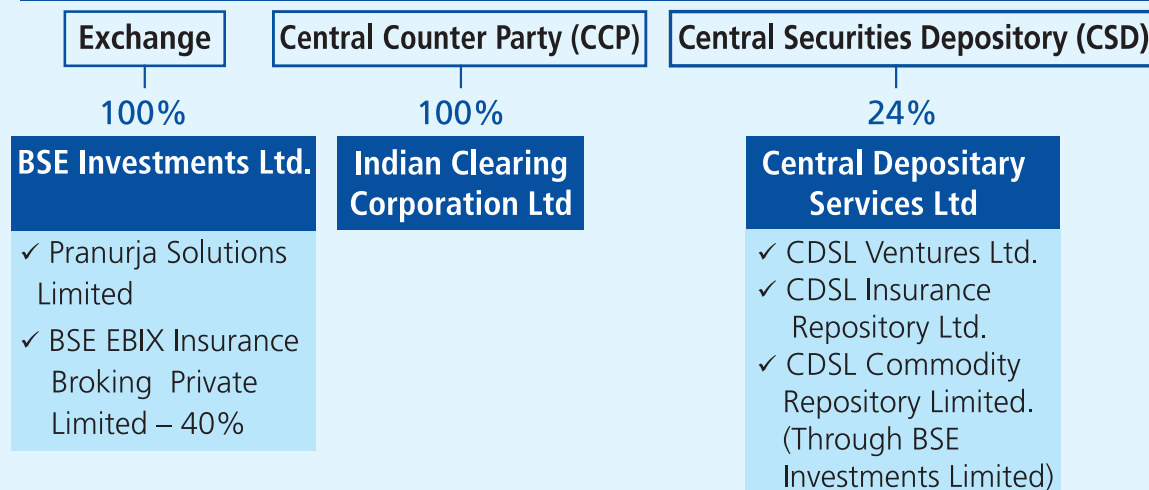 Exchange
100%
BSE Investments Ltd.
✓ Pranurja Solutions
Limited
✓ BSE EBIX Insurance
Broking Private
Limited – 40%
Central Counter Party (CCP)
100%
Indian Clearing
Corporation Ltd
Central Securities Depository (CSD)
24%
Central Depositary
Services Ltd
✓ CDSL Ventures Ltd.
✓ CDSL Insurance
Repository Ltd.
✓ CDSL Commodity
Repository Limited.
(Through BSE
Investments Limited)